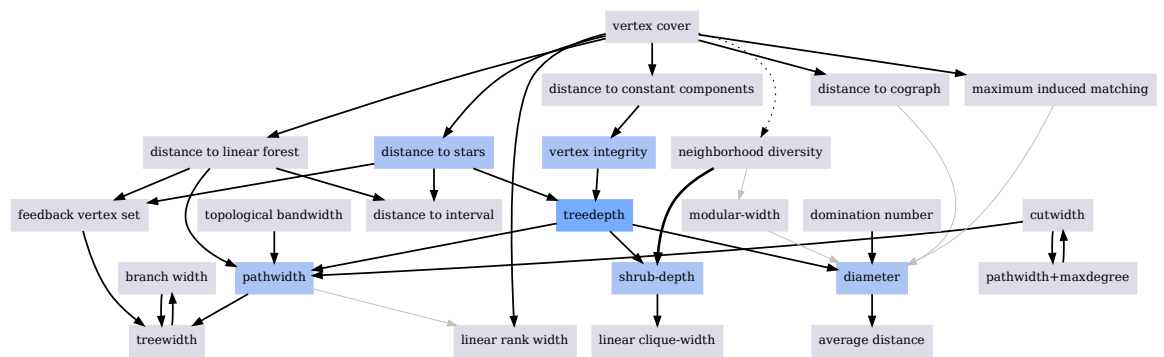 vertex cover
distance to constant components
distance to cograph
maximum induced matching
distance to linear forest
distance to stars
vertex integrity
neighborhood diversity
feedback vertex set
topological bandwidth
distance to interval
treedepth
modular-width
domination number
cutwidth
branch width
pathwidth
shrub-depth
diameter
pathwidth+maxdegree
treewidth
linear rank width
linear clique-width
average distance